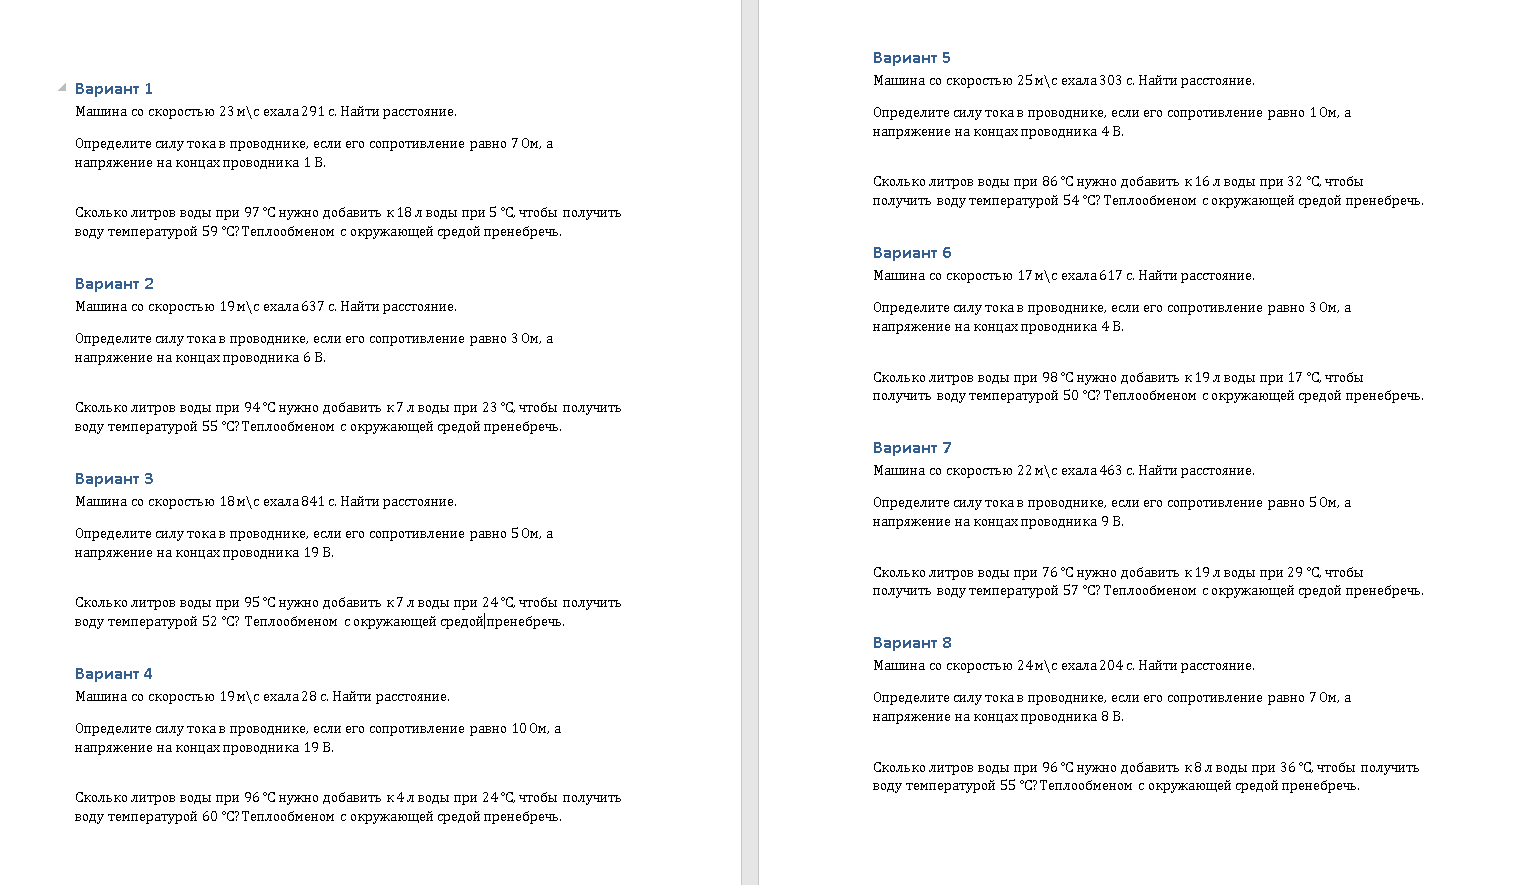 Вариант 1
Машина со скоростью 23 м\с ехала 291 с. Найти расстояние.
Определите силу тока в проводнике, если его сопротивление равно 7 Ом, а
напряжение на концах проводника 1 В.
Сколько литров воды при 97 °С нужно добавить к 18 л воды при 5 °С, чтобы получить
воду температурой 59 °С? Теплообменом с окружающей средой пренебречь.
Вариант 2
Машина со скоростью 19 м\с ехала 637 с. Найти расстояние.
Определите силу тока в проводнике, если его сопротивление равно 3 Ом, а
напряжение на концах проводника 6 В.
Сколько литров воды при 94 °С нужно добавить к 7 л воды при 23 °С, чтобы получить
воду температурой 55 °С? Теплообменом с окружающей средой пренебречь.
Вариант 3
Машина со скоростью 18 м\с ехала 841 с. Найти расстояние.
Определите силу тока в проводнике, если его сопротивление равно 5 Ом, а
напряжение на концах проводника 19 В.
Сколько литров воды при 95 °С нужно добавить к 7 л воды при 24 °С, чтобы получить
воду температурой 52 °С? Теплообменом с окружающей средой пренебречь.
Вариант 4
Машина со скоростью 19 м\с ехала 28 с. Найти расстояние.
Определите силу тока в проводнике, если его сопротивление равно 10 Ом, а
напряжение на концах проводника 19 В.
Сколько литров воды при 96 °С нужно добавить к 4 л воды при 24 °С, чтобы получить
воду температурой 60 °С? Теплообменом с окружающей средой пренебречь.
Вариант 5
Машина со скоростью 25 м\с ехала 303 с. Найти расстояние.
Определите силу тока в проводнике, если его сопротивление равно 1 Ом, а
напряжение на концах проводника 4 В.
Сколько литров воды при 86 °С нужно добавить к 16 л воды при 32 °С, чтобы
получить воду температурой 54 °С? Теплообменом с окружающей средой пренебречь.
Вариант 6
Машина со скоростью 17 м\с ехала 617 с. Найти расстояние.
Определите силу тока в проводнике, если его сопротивление равно 3 Ом, а
напряжение на концах проводника 4 В.
Сколько литров воды при 98 °С нужно добавить к 19 л воды при 17 °С, чтобы
получить воду температурой 50 °С? Теплообменом с окружающей средой пренебречь.
Вариант 7
Машина со скоростью 22 м\с ехала 463 с. Найти расстояние.
Определите силу тока в проводнике, если его сопротивление равно 5 Ом, а
напряжение на концах проводника 9 В.
Сколько литров воды при 76 °С нужно добавить к 19 л воды при 29 °С, чтобы
получить воду температурой 57 °С? Теплообменом с окружающей средой пренебречь.
Вариант 8
Машина со скоростью 24 м\с ехала 204 с. Найти расстояние.
Определите силу тока в проводнике, если его сопротивление равно 7 Ом, а
напряжение на концах проводника 8 В.
Сколько литров воды при 96 °С нужно добавить к 8 л воды при 36 °С, чтобы получить
воду температурой 55 °С? Теплообменом с окружающей средой пренебречь.